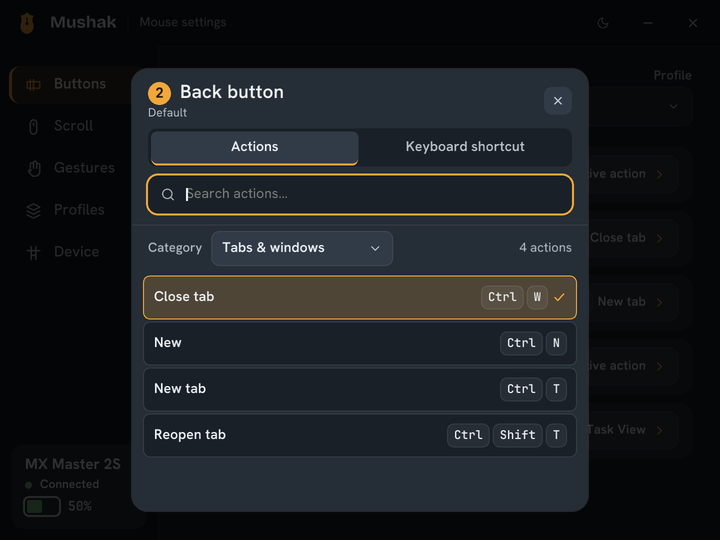 Mushak Mouse settings
Buttons
Scroll
Gestures
Profiles
Device
MX Master 2S
Connected
50%
Profile
ive action
Close tab
New tab
ive action
Task View
2 Back button
Default
Actions Keyboard shortcut
Search actions...
Category Tabs & windows 4 actions
Close tab Ctrl W
New Ctrl N
New tab Ctrl T
Reopen tab Ctrl Shift T